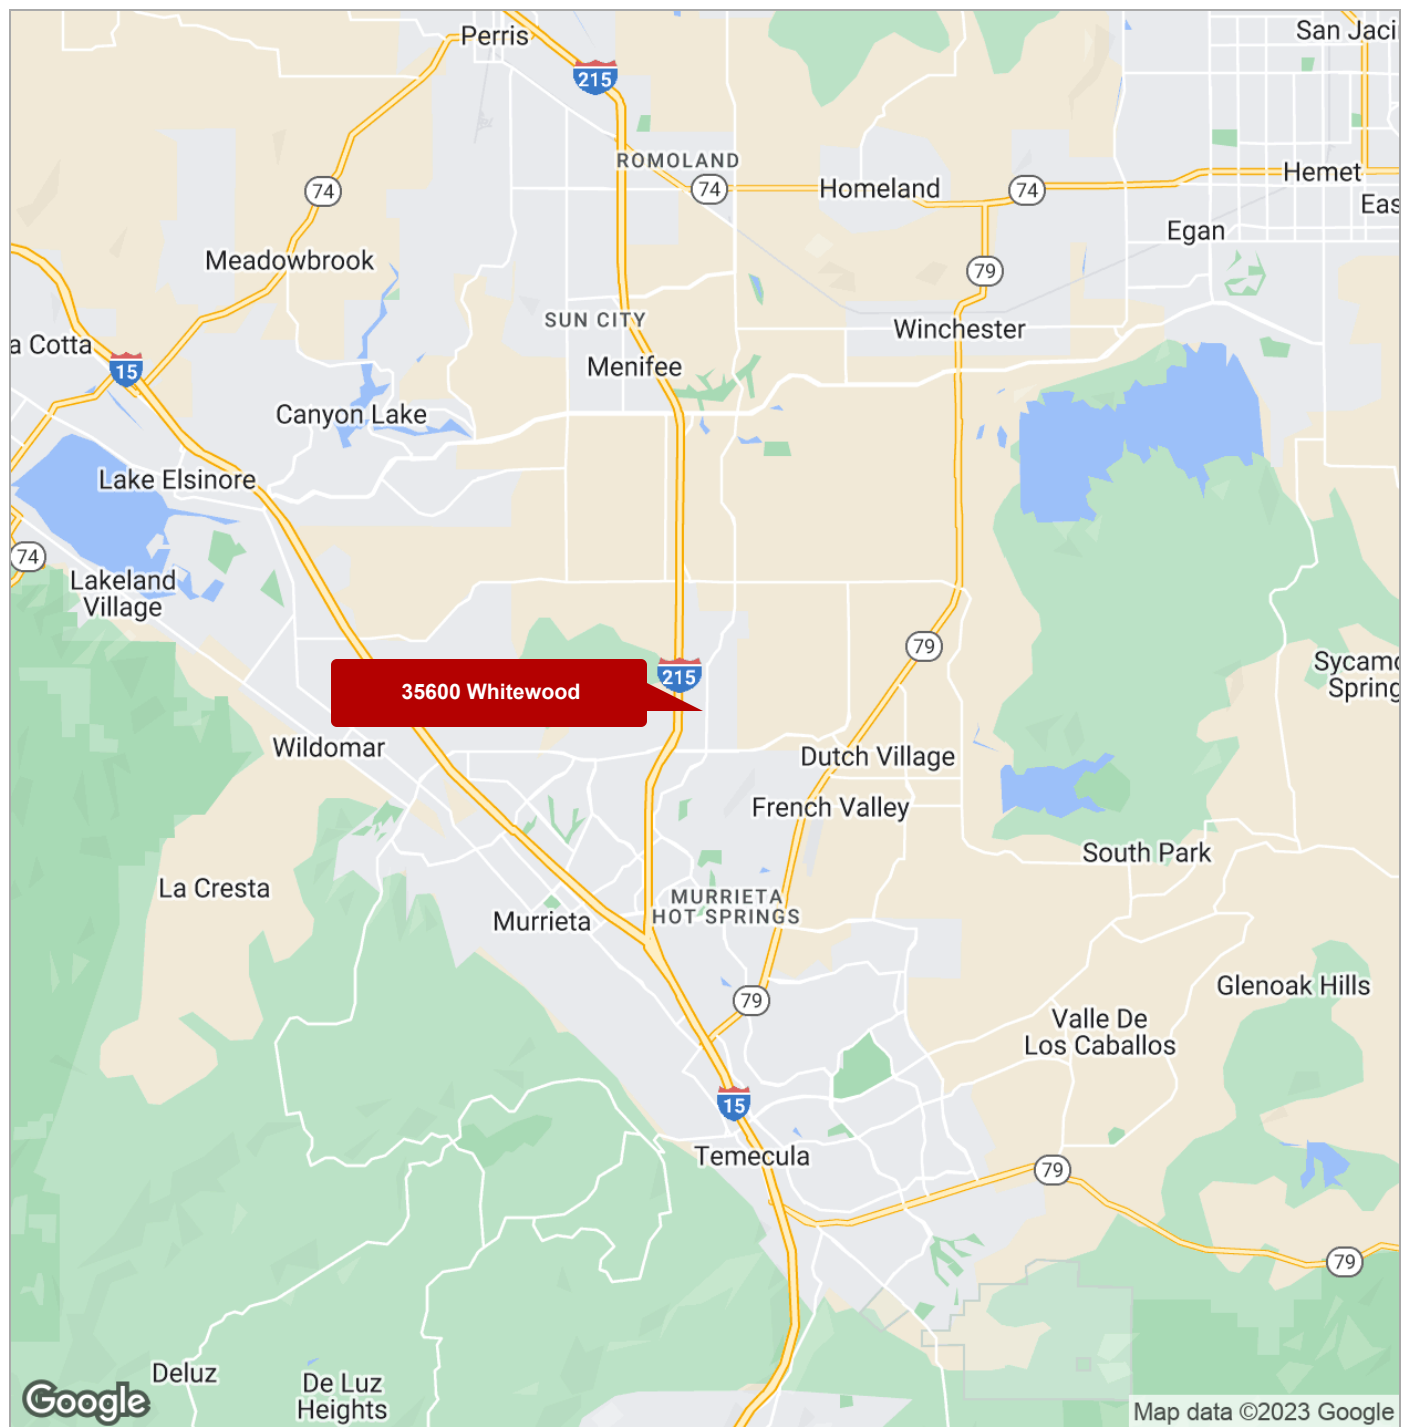 Perris
San Jaci
215
ROMOLAND
Hemet
74
74
Homeland
74
Eas
Egan
Meadowbrook
79
SUN CITY
Winchester
a Cotta
15
Menifee
Canyon Lake
Lake Elsinore
74
Lakeland
Village
79
Sycamo
Spring
215
35600 Whitewood
Wildomar
Dutch Village
French Valley
South Park
La Cresta
MURRIETA
HOT SPRINGS
Murrieta
Glenoak Hills
79
Valle De
Los Caballos
15
Temecula
79
79
Deluz
De Luz
Heights
Google
Map data ©2023 Google